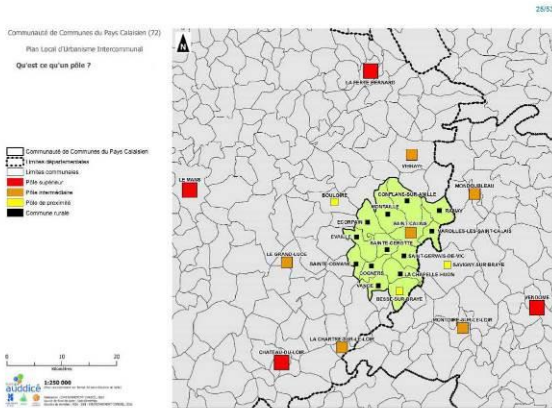 25/53
Communauté de Communes du Pays Calaisien (72)
Plan Local d'Urbanisme Intercommunal
Qu'est ce qu'un pôle ?
N
Communauté de Communes du Pays Calaisien
Limites départementales
Limites communales
Pôle supérieur
Pôle intermédiaire
Pôle de proximité
Commune rurale
LA FERTE BERNARD
VIBRAYE
LE MANS
MONDOUBLEAU
BOULOIRE
CONFLANS-SUR-ANILLE
MONTAILLE
RAHAY
ECORPAIN
SAINT-CALAIS
MAROLLES-LES-SAINT-CALAIS
EVAILLE
SAINTE-CEROTTE
SAINT-GERVAIS-DE-VIC
LE GRAND-LUCE
SAINTE-OSMANE
SAVIGNY-SUR-BRAYE
COGNERS
LA CHAPELLE HUON
VANCE
BESSE-SUR-BRAYE
VENDOME
MONTOIRE-SUR-LE-LOIR
LA CHARTRE-SUR-LE-LOIR
CHATEAU-DU-LOIR
0 10 20
Kilomètres
auddicé
1:250 000